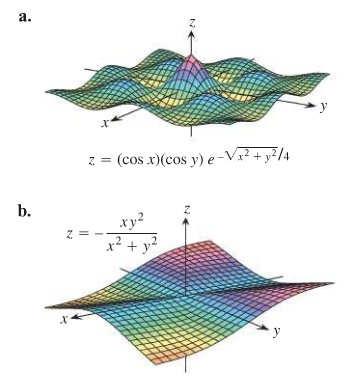 a.
z
y
x
z = (cos x)(cos y) e^{-√(x² + y²)/4}
b.
z
z = - xy² / (x² + y²)
x
y